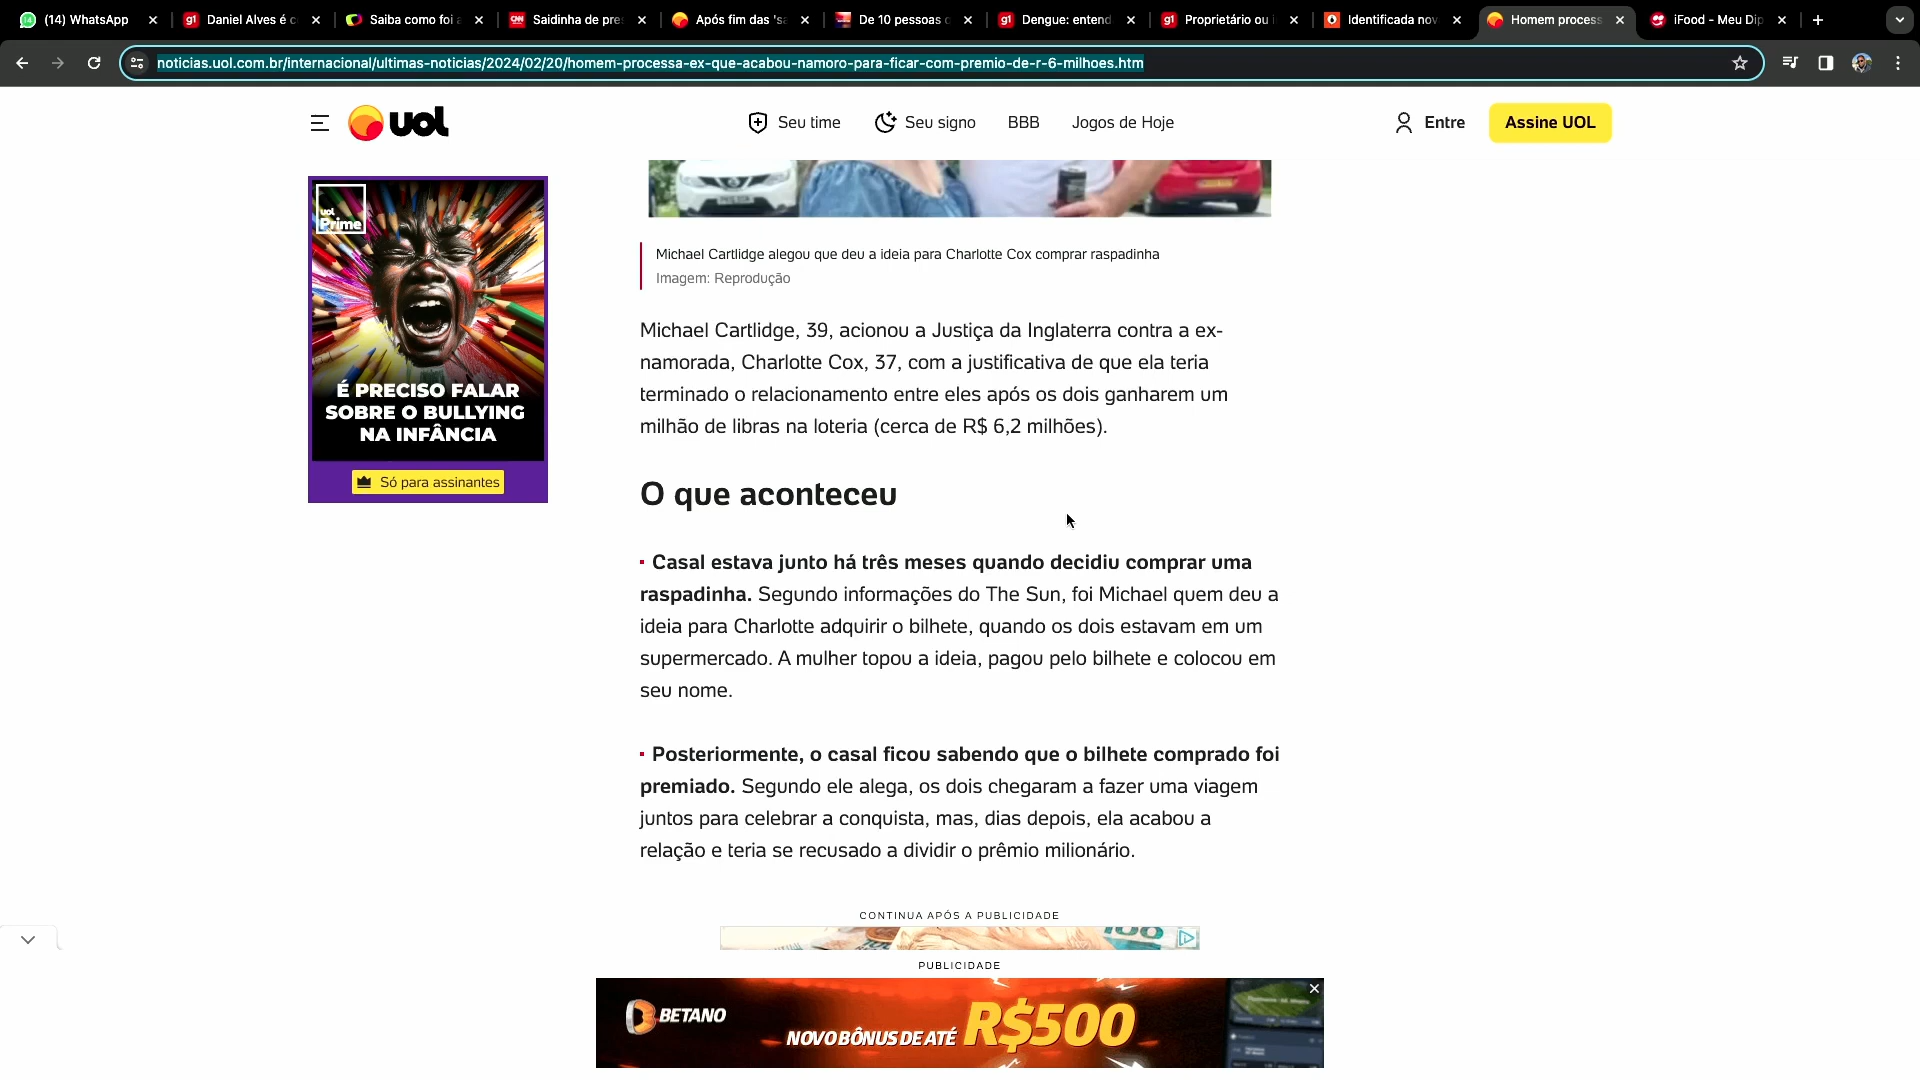 (14) WhatsApp
Daniel Alves é c
Saiba como foi a
Saidinha de pres
Após fim das 'sa
De 10 pessoas c
Dengue: entend
Proprietário ou i
Identificada nov
Homem process
iFood - Meu Dip
noticias.uol.com.br/internacional/ultimas-noticias/2024/02/20/homem-processa-ex-que-acabou-namoro-para-ficar-com-premio-de-r-6-milhoes.htm
uol
Seu time
Seu signo
BBB
Jogos de Hoje
Entre
Assine UOL
uol
Prime
É PRECISO FALAR
SOBRE O BULLYING
NA INFÂNCIA
Só para assinantes
Michael Cartlidge alegou que deu a ideia para Charlotte Cox comprar raspadinha
Imagem: Reprodução
Michael Cartlidge, 39, acionou a Justiça da Inglaterra contra a ex-
namorada, Charlotte Cox, 37, com a justificativa de que ela teria
terminado o relacionamento entre eles após os dois ganharem um
milhão de libras na loteria (cerca de R$ 6,2 milhões).
O que aconteceu
Casal estava junto há três meses quando decidiu comprar uma
raspadinha. Segundo informações do The Sun, foi Michael quem deu a
ideia para Charlotte adquirir o bilhete, quando os dois estavam em um
supermercado. A mulher topou a ideia, pagou pelo bilhete e colocou em
seu nome.
Posteriormente, o casal ficou sabendo que o bilhete comprado foi
premiado. Segundo ele alega, os dois chegaram a fazer uma viagem
juntos para celebrar a conquista, mas, dias depois, ela acabou a
relação e teria se recusado a dividir o prêmio milionário.
CONTINUA APÓS A PUBLICIDADE
100
PUBLICIDADE
BETANO
NOVO BÔNUS DE ATÉ R$500